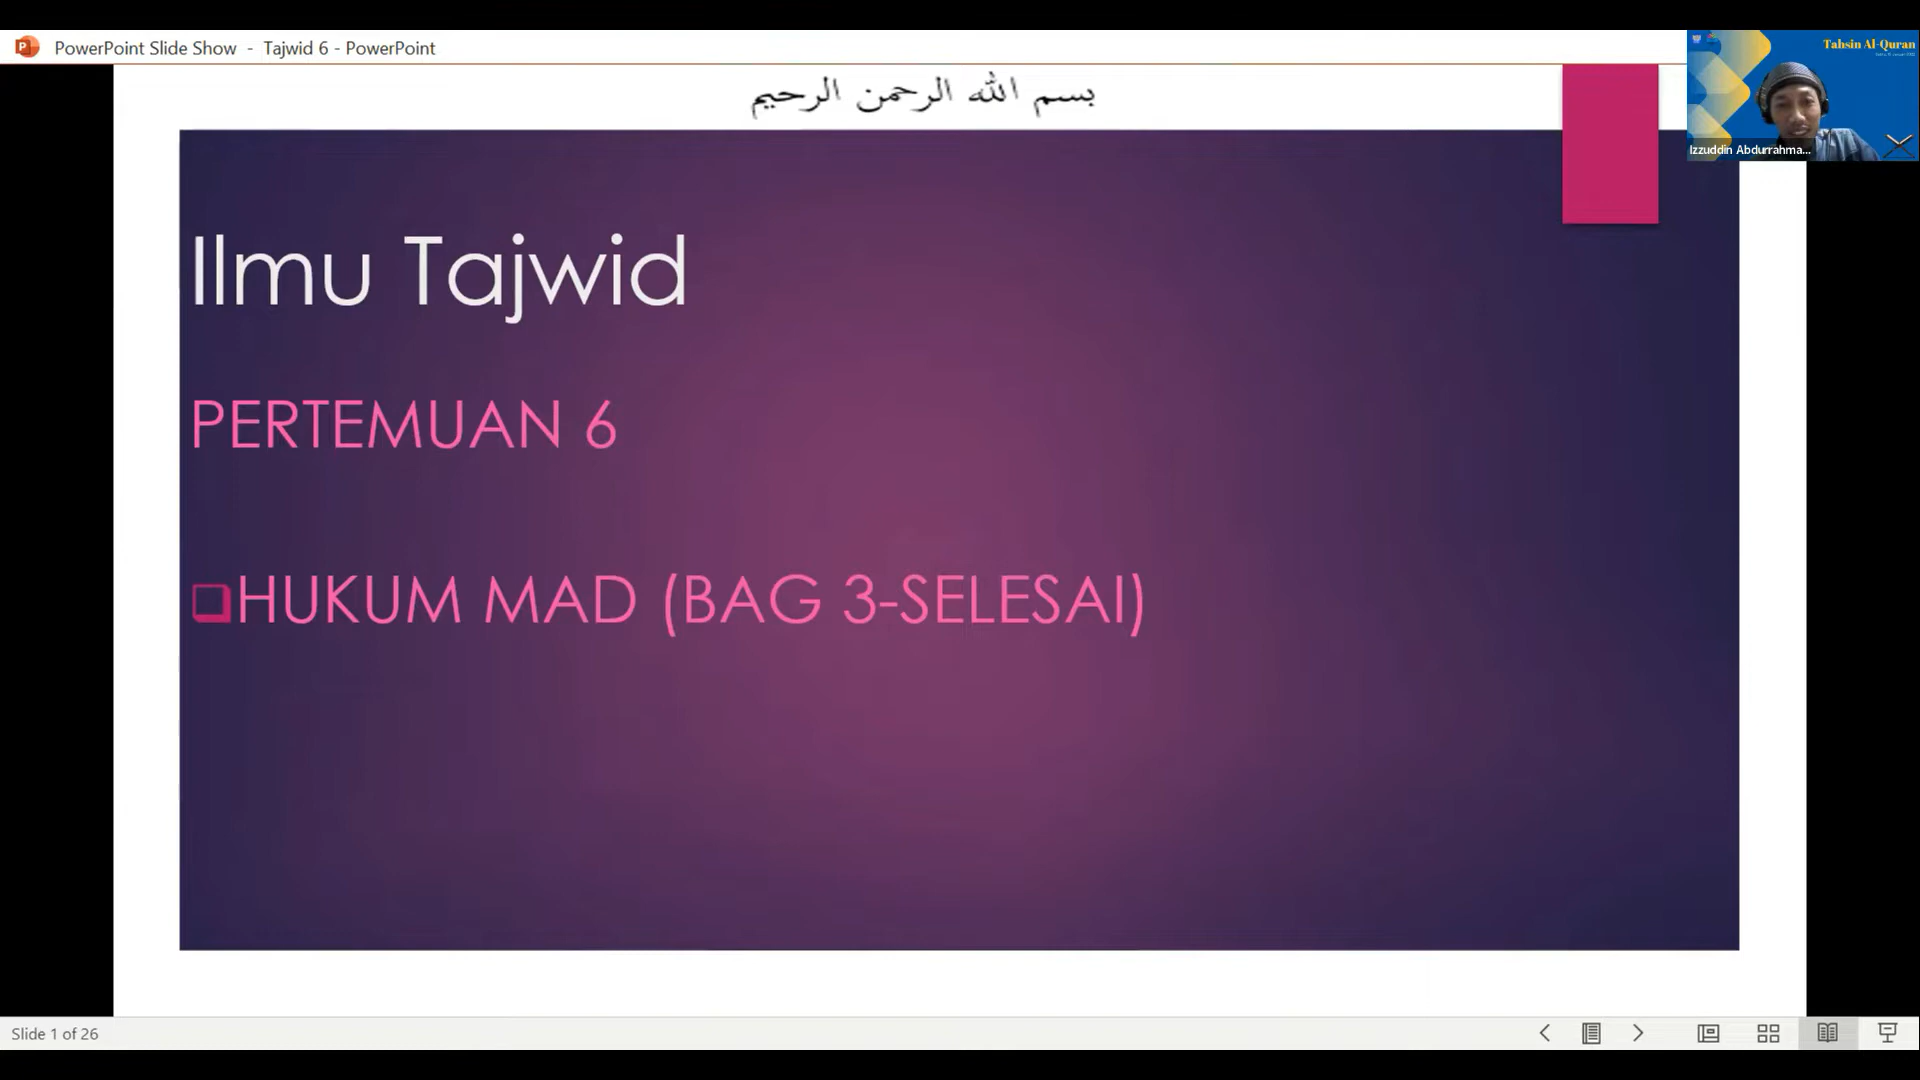 PowerPoint Slide Show - Tajwid 6 - PowerPoint
Tahsin Al-Quran
بسم الله الرحمن الرحيم
Izzuddin Abdurrahma...
Ilmu Tajwid
PERTEMUAN 6
HUKUM MAD (BAG 3-SELESAI)
Slide 1 of 26